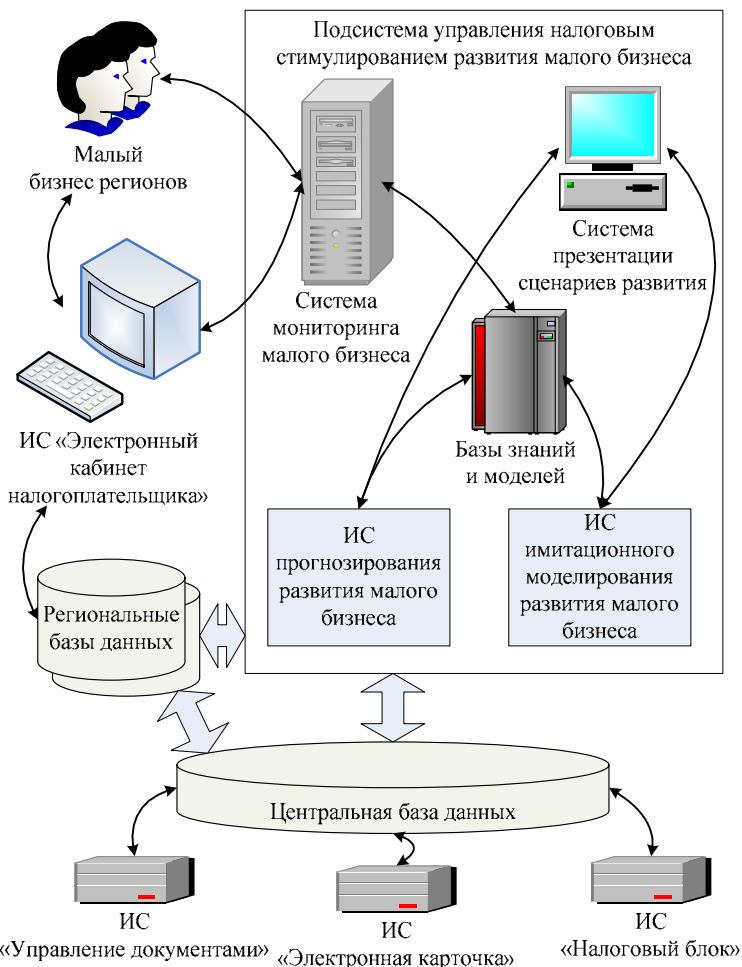 Подсистема управления налоговым
стимулированием развития малого бизнеса
Малый
бизнес регионов
Система
мониторинга
малого бизнеса
Система
презентации
сценариев развития
ИС «Электронный
кабинет
налогоплательщика»
Базы знаний
и моделей
ИС
прогнозирования
развития малого
бизнеса
ИС
имитационного
моделирования
развития малого
бизнеса
Региональные
базы данных
Центральная база данных
ИС
«Управление документами»
ИС
«Электронная карточка»
ИС
«Налоговый блок»